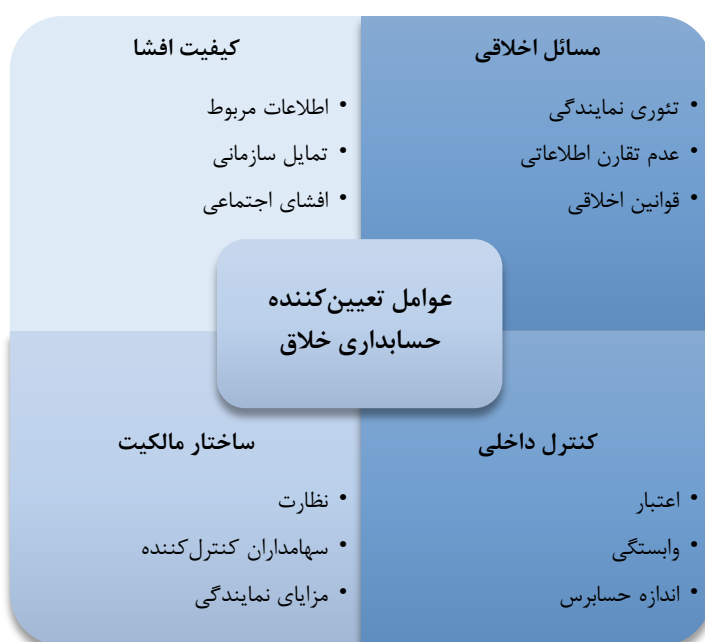 مسائل اخلاقی
• تئوری نمایندگی
• عدم تقارن اطلاعاتی
• قوانین اخلاقی
کیفیت افشا
• اطلاعات مربوط
• تمایل سازمانی
• افشای اجتماعی
عوامل تعیین‌کننده
حسابداری خلاق
کنترل داخلی
• اعتبار
• وابستگی
• اندازه حسابرس
ساختار مالکیت
• نظارت
• سهامداران کنترل‌کننده
• مزایای نمایندگی